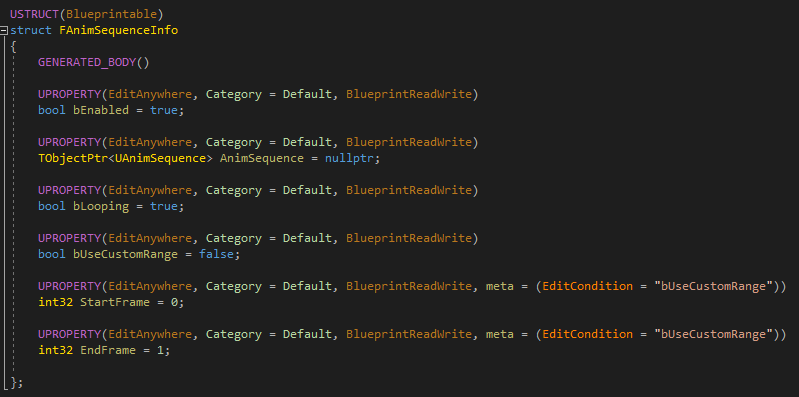 USTRUCT(Blueprintable)
struct FAnimSequenceInfo
{
GENERATED_BODY()
UPROPERTY(EditAnywhere, Category = Default, BlueprintReadWrite)
bool bEnabled = true;
UPROPERTY(EditAnywhere, Category = Default, BlueprintReadWrite)
TObjectPtr<UAnimSequence> AnimSequence = nullptr;
UPROPERTY(EditAnywhere, Category = Default, BlueprintReadWrite)
bool bLooping = true;
UPROPERTY(EditAnywhere, Category = Default, BlueprintReadWrite)
bool bUseCustomRange = false;
UPROPERTY(EditAnywhere, Category = Default, BlueprintReadWrite, meta = (EditCondition = "bUseCustomRange"))
int32 StartFrame = 0;
UPROPERTY(EditAnywhere, Category = Default, BlueprintReadWrite, meta = (EditCondition = "bUseCustomRange"))
int32 EndFrame = 1;
};